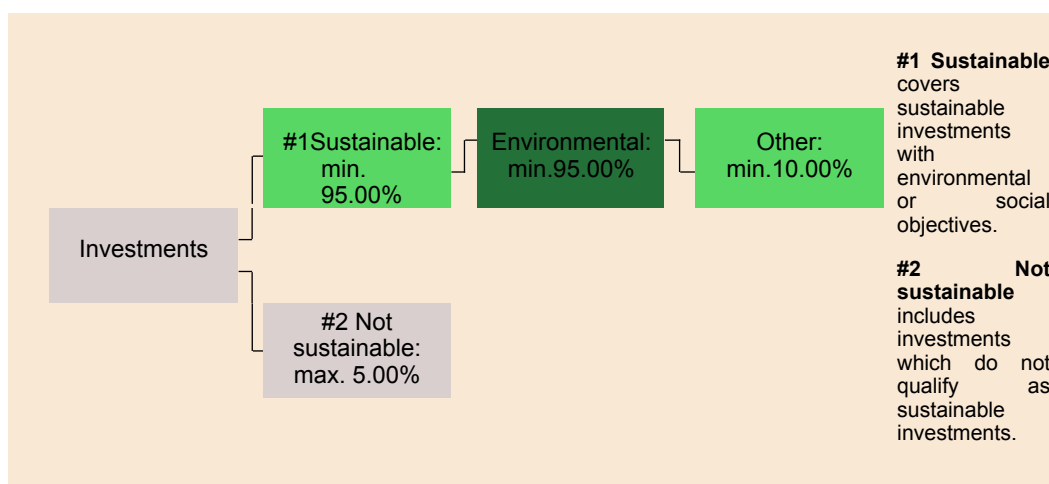 Investments
#1Sustainable:
min.
95.00%
#2 Not
sustainable:
max. 5.00%
Environmental:
min.95.00%
Other:
min.10.00%
#1 Sustainable
covers
sustainable
investments
with
environmental
or social
objectives.
#2 Not
sustainable
includes
investments
which do not
qualify as
sustainable
investments.